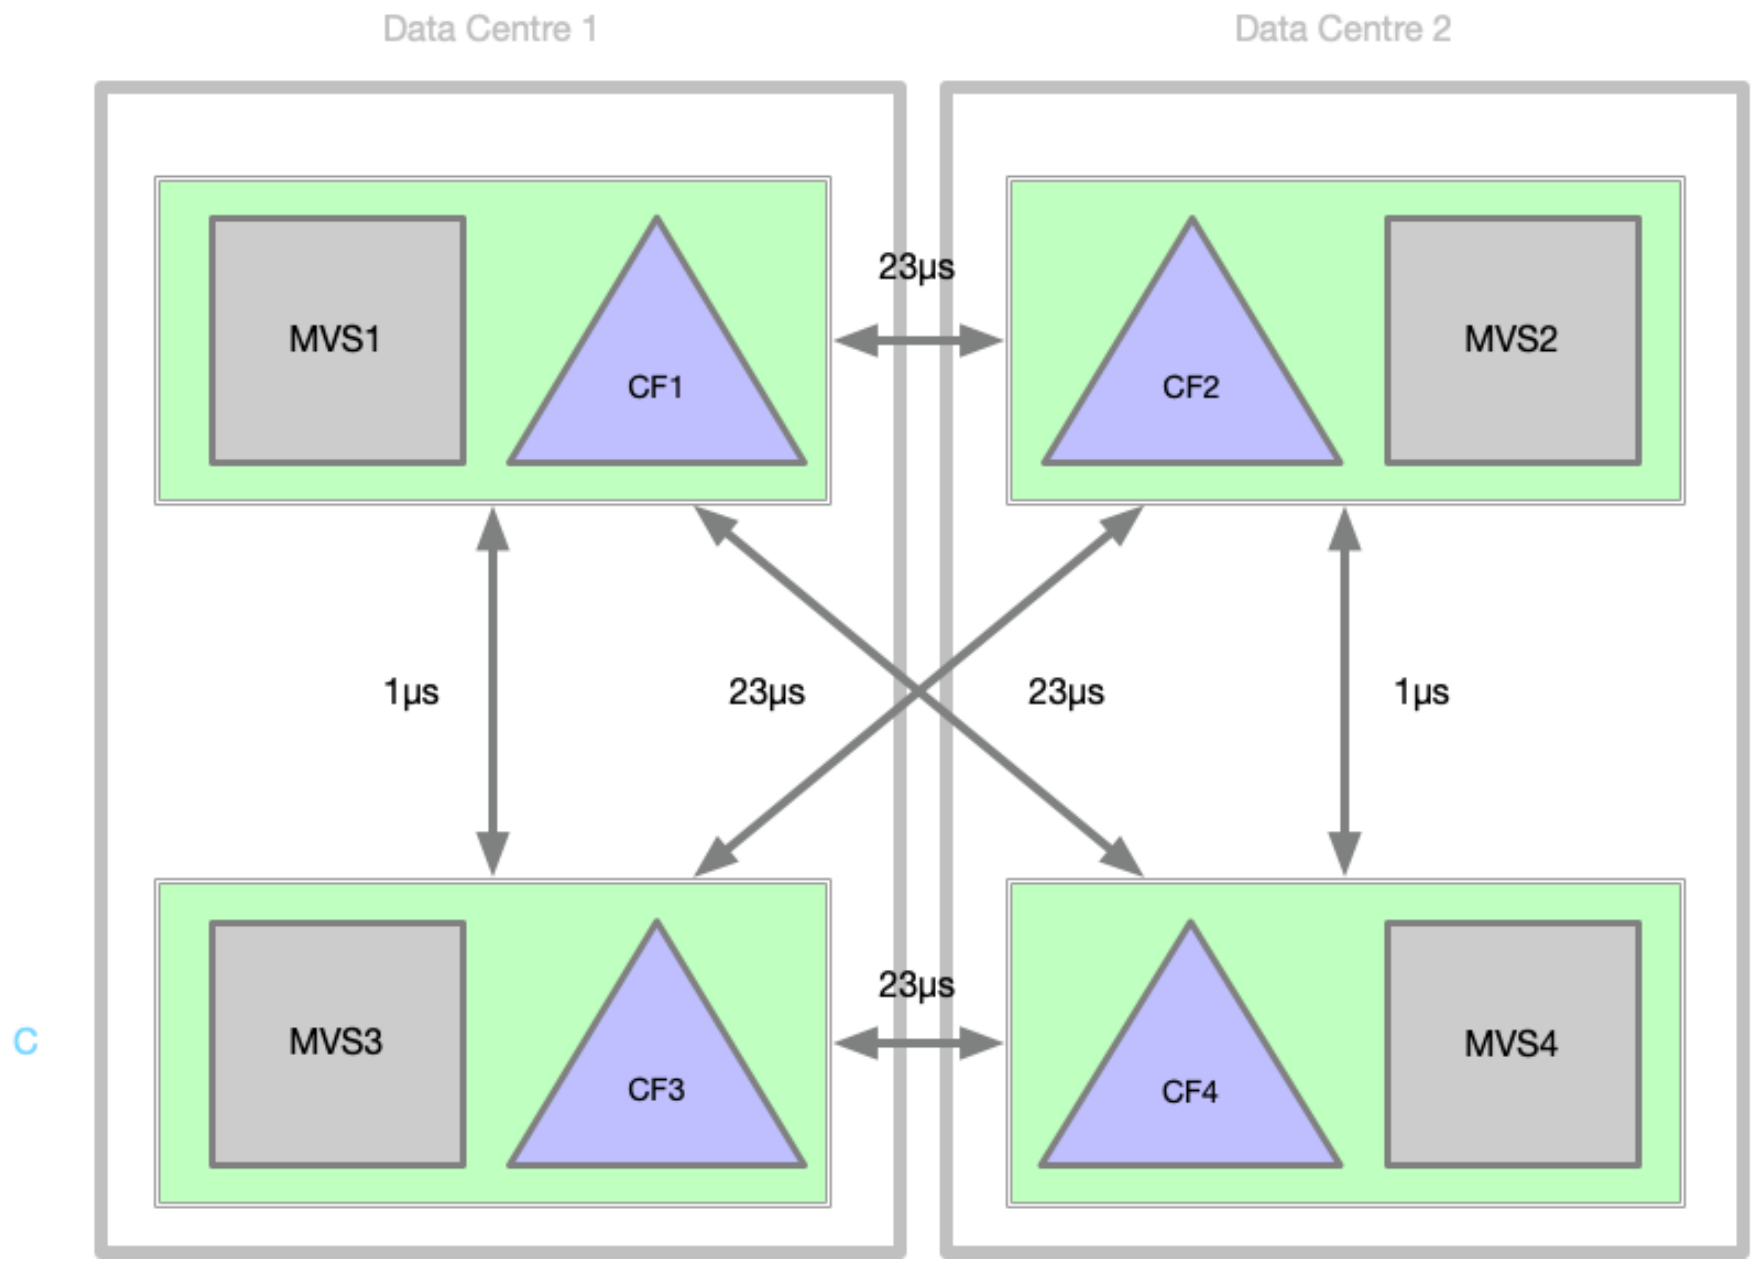 Data Centre 1
Data Centre 2
MVS1
CF1
23µs
CF2
MVS2
1µs
23µs
23µs
1µs
C
MVS3
CF3
23µs
CF4
MVS4